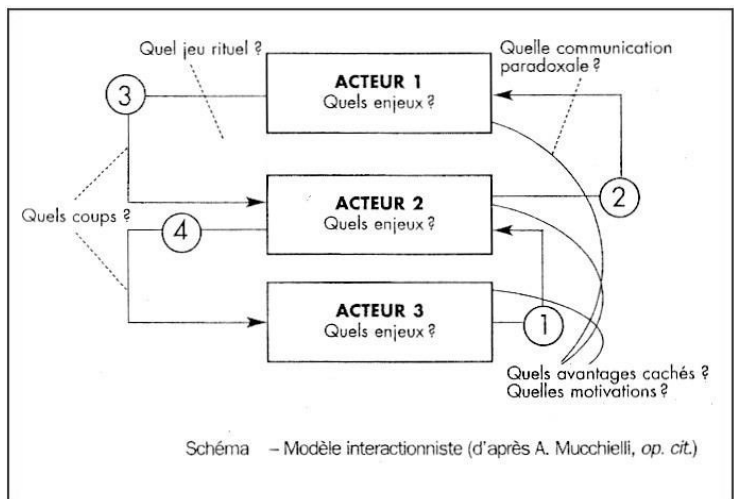 Quel jeu rituel ?
Quelle communication
paradoxale ?
ACTEUR 1
Quels enjeux ?
3
ACTEUR 2
Quels enjeux ?
2
Quels coups ?
4
ACTEUR 3
Quels enjeux ?
1
Quels avantages cachés ?
Quelles motivations ?
Schéma – Modèle interactionniste (d'après A. Mucchielli, op. cit.)